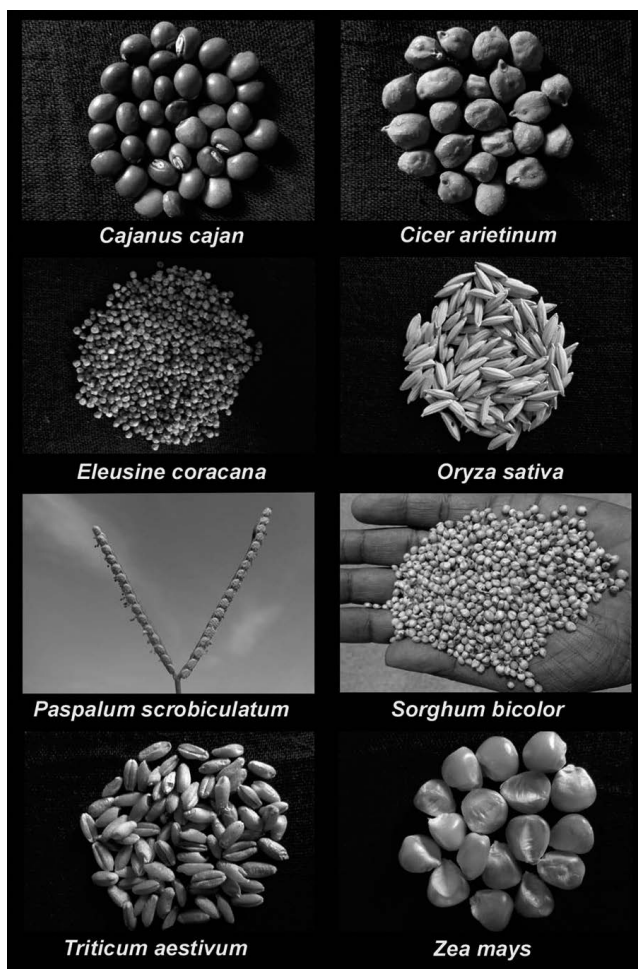 Cajanus cajan
Cicer arietinum
Eleusine coracana
Oryza sativa
Paspalum scrobiculatum
Sorghum bicolor
Triticum aestivum
Zea mays